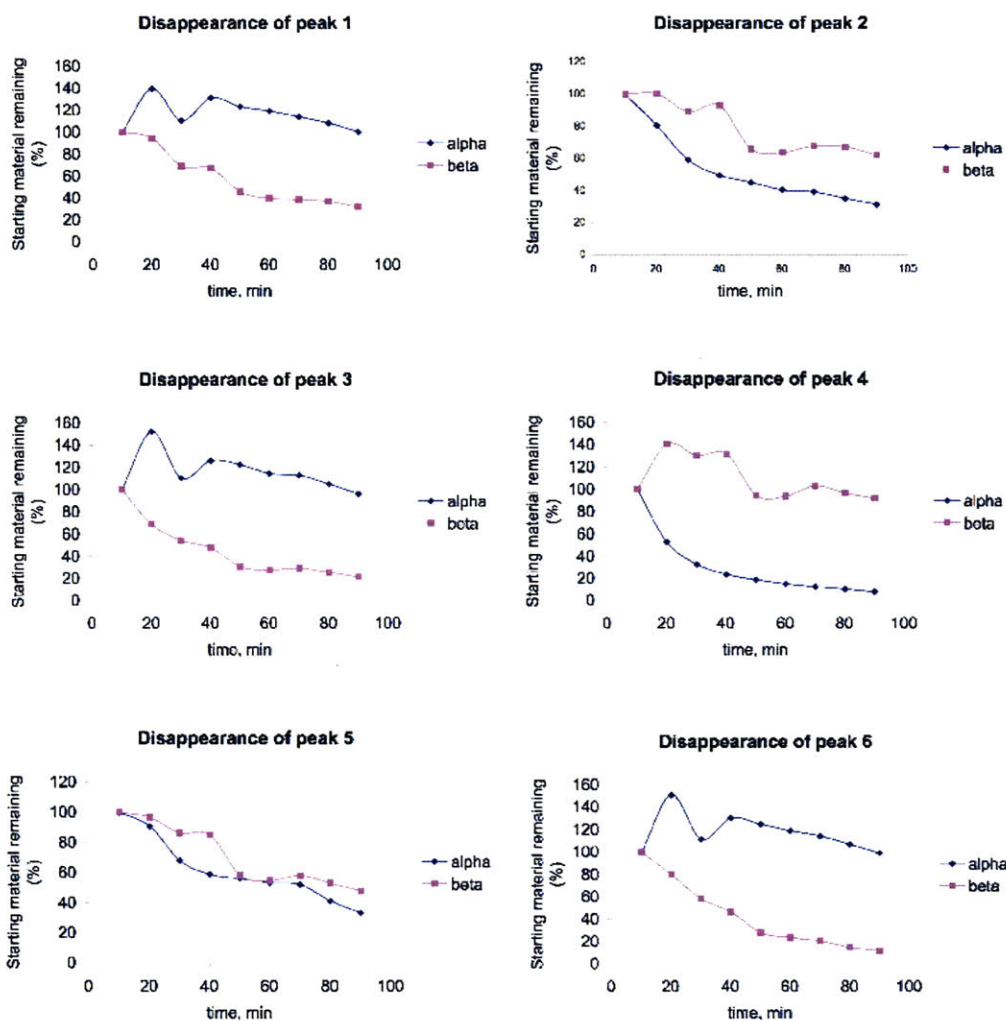 Disappearance of peak 1
Starting material remaining
(%)
160
140
120
100
80
60
40
20
0
0 20 40 60 80 100
time, min
alpha
beta
Disappearance of peak 2
Starting material remaining
(%)
120
100
80
60
40
20
0
0 20 40 60 80 100
time, min
alpha
beta
Disappearance of peak 3
Starting material remaining
(%)
160
140
120
100
80
60
40
20
0
0 20 40 60 80 100
time, min
alpha
beta
Disappearance of peak 4
Starting material remaining
(%)
160
140
120
100
80
60
40
20
0
0 20 40 60 80 100
time, min
alpha
beta
Disappearance of peak 5
Starting material remaining
(%)
120
100
80
60
40
20
0
0 20 40 60 80 100
time, min
alpha
beta
Disappearance of peak 6
Starting material remaining
(%)
160
140
120
100
80
60
40
20
0
0 20 40 60 80 100
time, min
alpha
beta